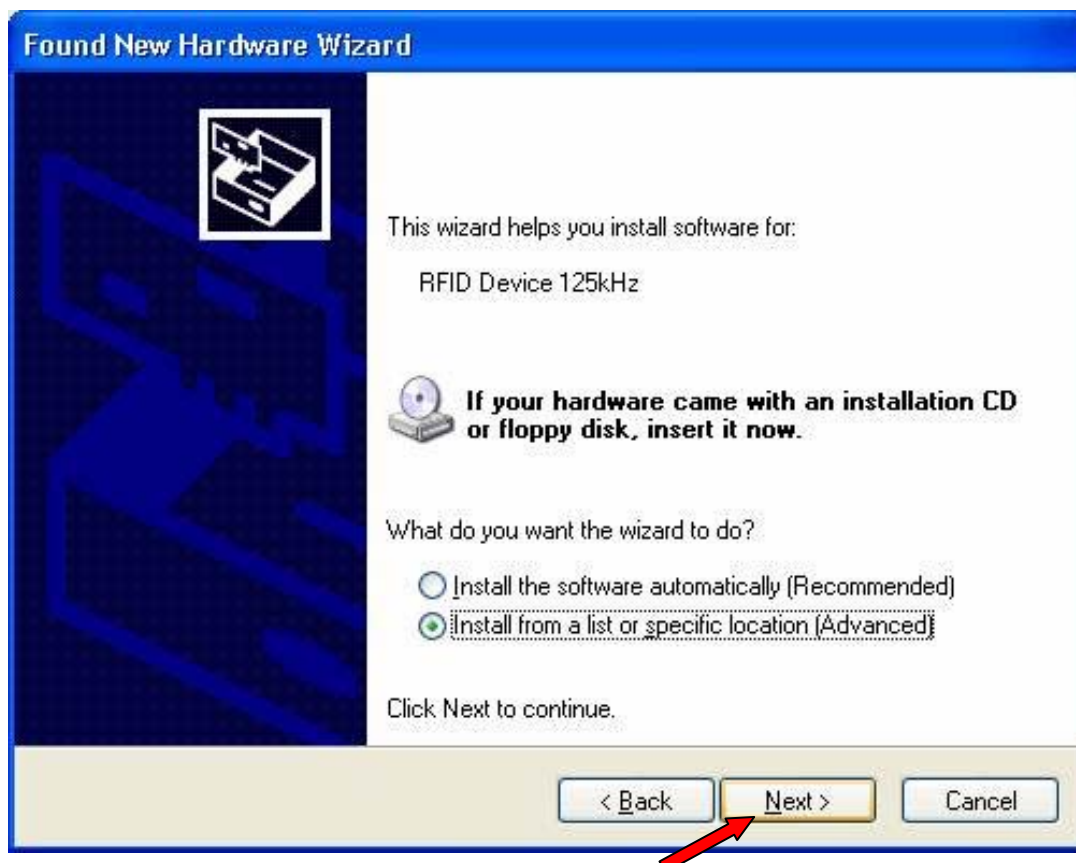 Found New Hardware Wizard
This wizard helps you install software for:
RFID Device 125kHz
If your hardware came with an installation CD
or floppy disk, insert it now.
What do you want the wizard to do?
Install the software automatically (Recommended)
Install from a list or specific location (Advanced)
Click Next to continue.
< Back Next > Cancel